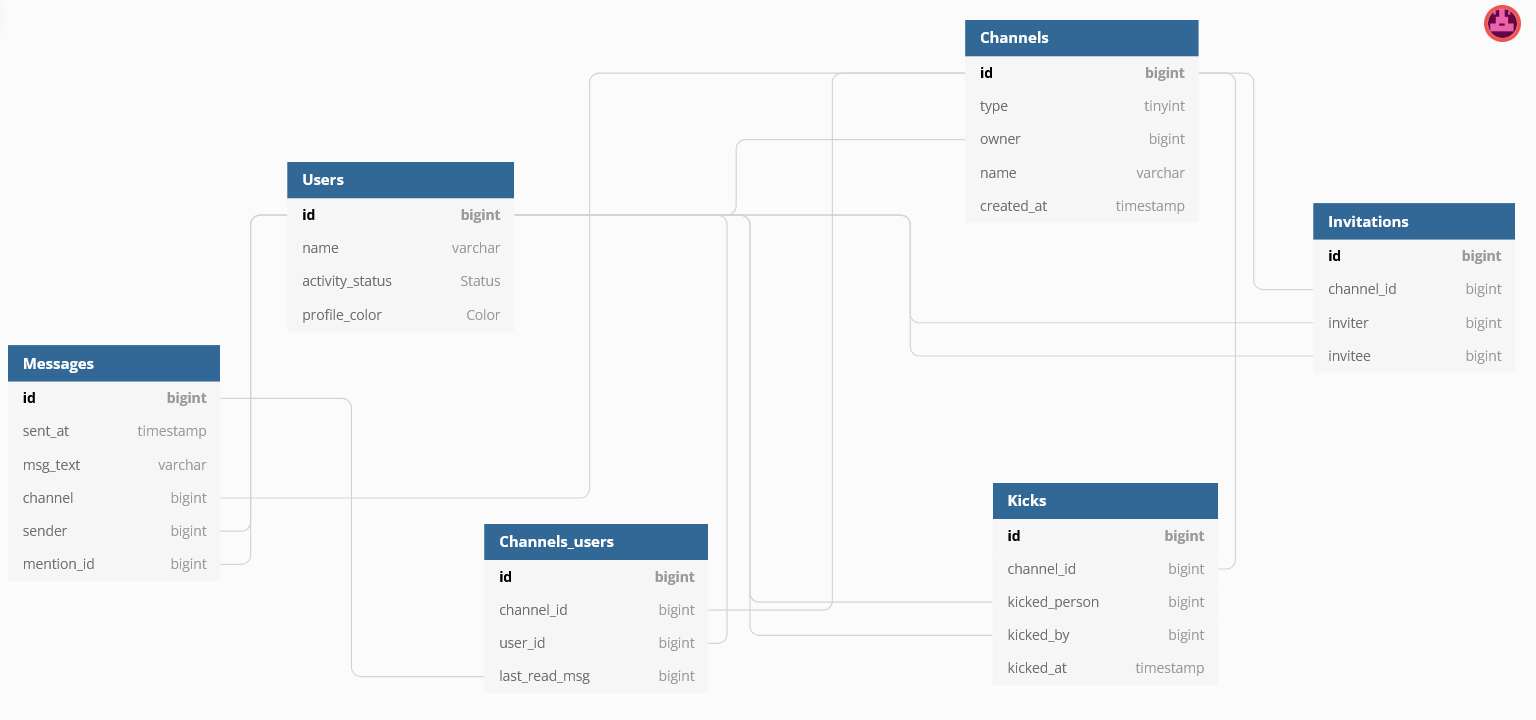 Channels
id bigint
type tinyint
owner bigint
name varchar
created_at timestamp
Users
id bigint
name varchar
activity_status Status
profile_color Color
Invitations
id bigint
channel_id bigint
inviter bigint
invitee bigint
Messages
id bigint
sent_at timestamp
msg_text varchar
channel bigint
sender bigint
mention_id bigint
Channels_users
id bigint
channel_id bigint
user_id bigint
last_read_msg bigint
Kicks
id bigint
channel_id bigint
kicked_person bigint
kicked_by bigint
kicked_at timestamp